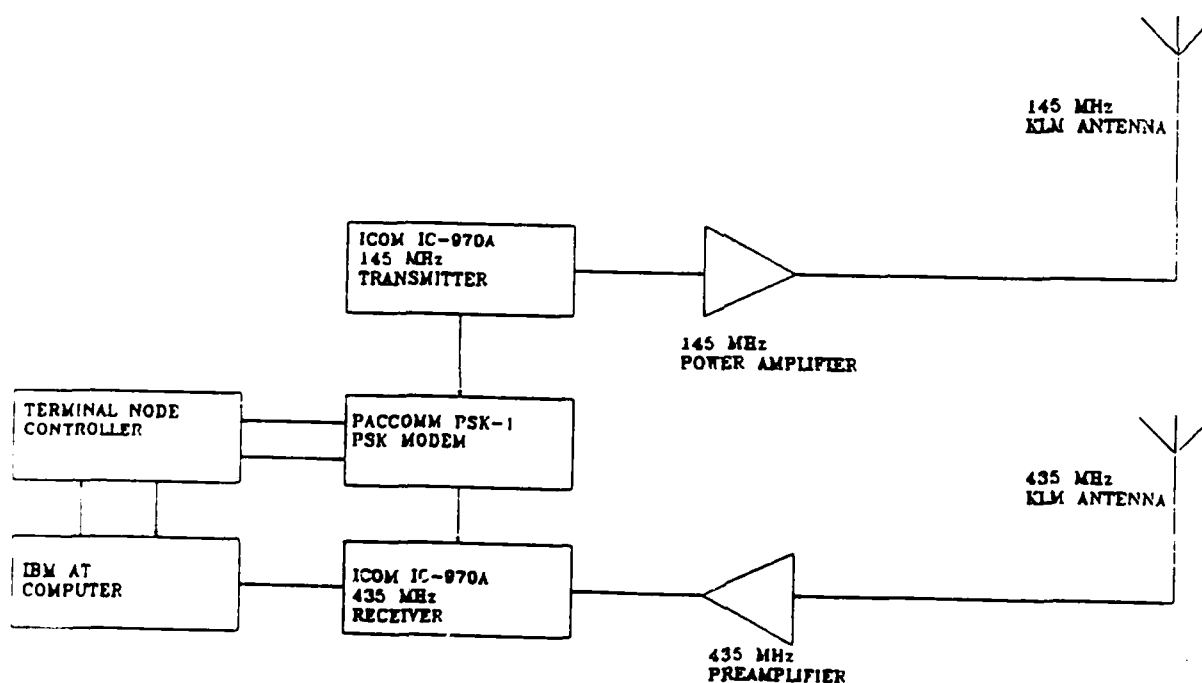 145 MHz
KLM ANTENNA
ICOM IC-970A
145 MHz
TRANSMITTER
145 MHz
POWER AMPLIFIER
TERMINAL NODE
CONTROLLER
PACCOMM PSK-1
PSK MODEM
435 MHz
KLM ANTENNA
IBM AT
COMPUTER
ICOM IC-970A
435 MHz
RECEIVER
435 MHz
PREAMPLIFIER